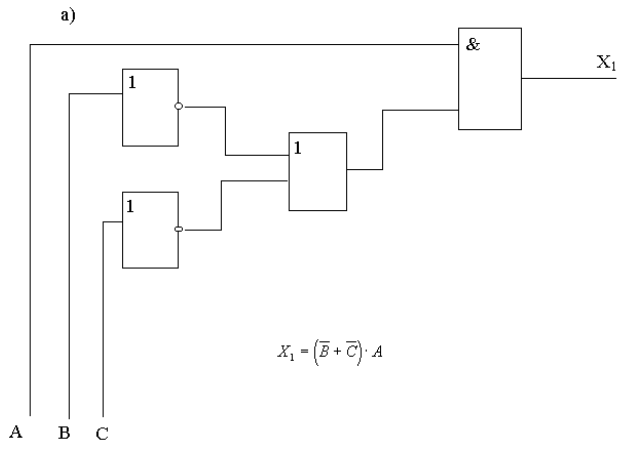 a)
&
X₁
1
1
1
X₁ = (B̅ + C̅)· A
A B C